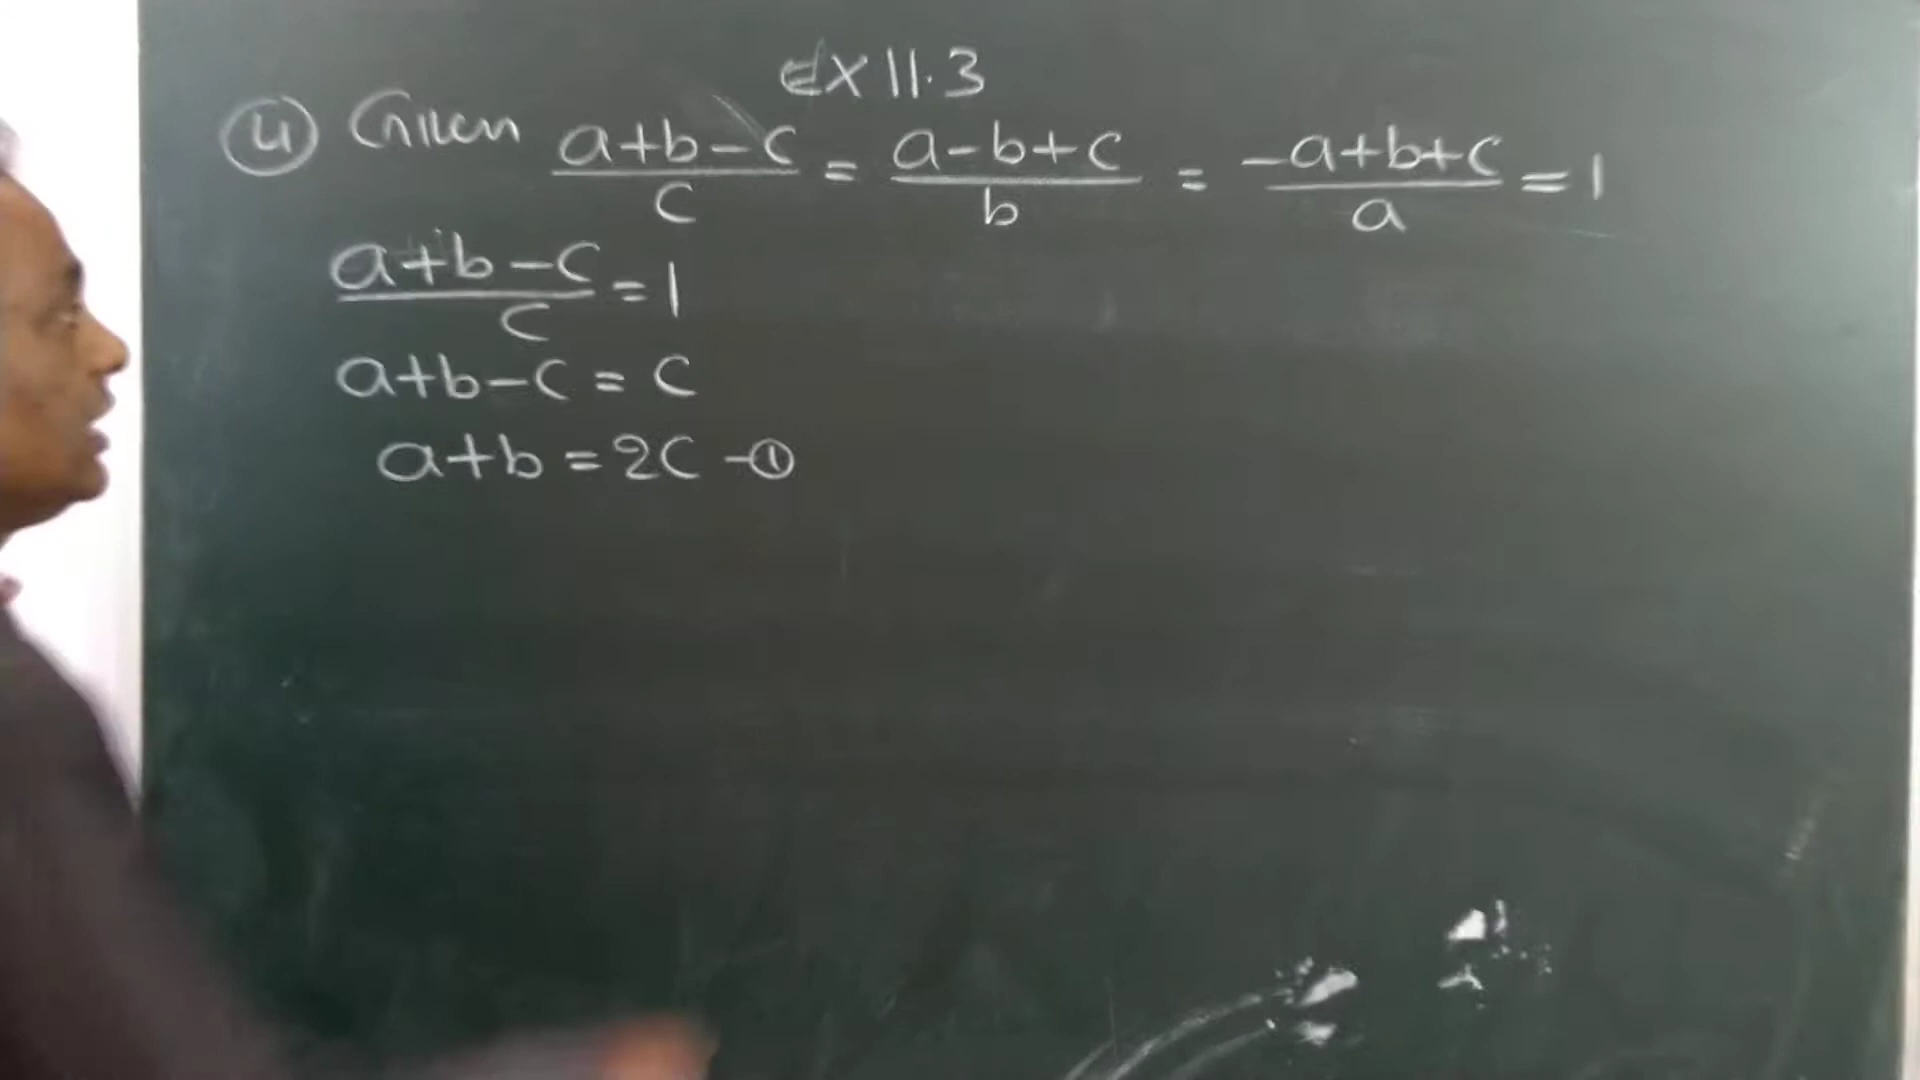 Ex 11.3
④ Given (a+b-c)/c = (a-b+c)/b = (-a+b+c)/a = 1
(a+b-c)/c = 1
a+b-c = c
a+b = 2c -①